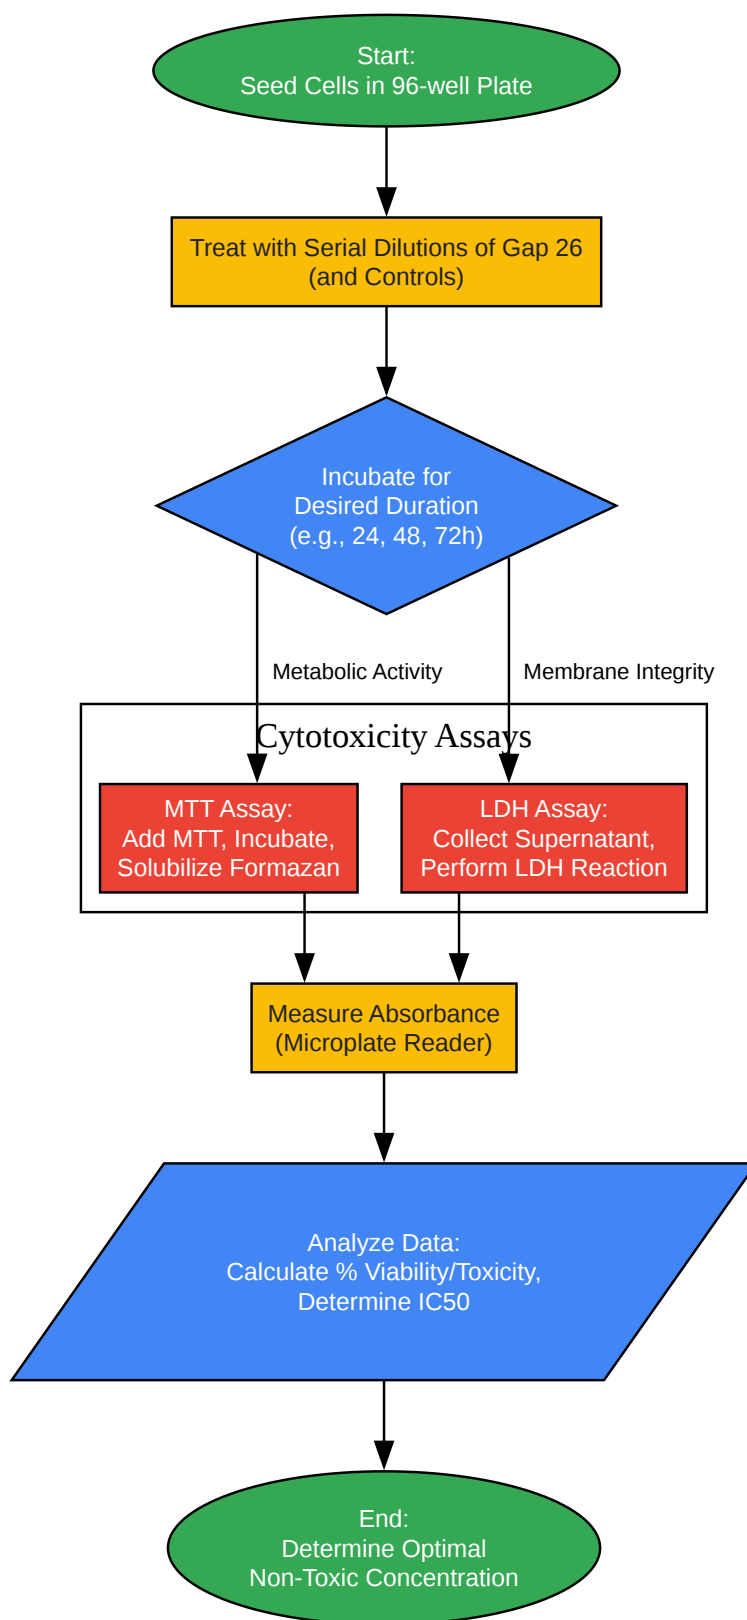 Start:
Seed Cells in 96-well Plate
Treat with Serial Dilutions of Gap 26
(and Controls)
Incubate for
Desired Duration
(e.g., 24, 48, 72h)
Metabolic Activity
Membrane Integrity
Cytotoxicity Assays
MTT Assay:
Add MTT, Incubate,
Solubilize Formazan
LDH Assay:
Collect Supernatant,
Perform LDH Reaction
Measure Absorbance
(Microplate Reader)
Analyze Data:
Calculate % Viability/Toxicity,
Determine IC50
End:
Determine Optimal
Non-Toxic Concentration